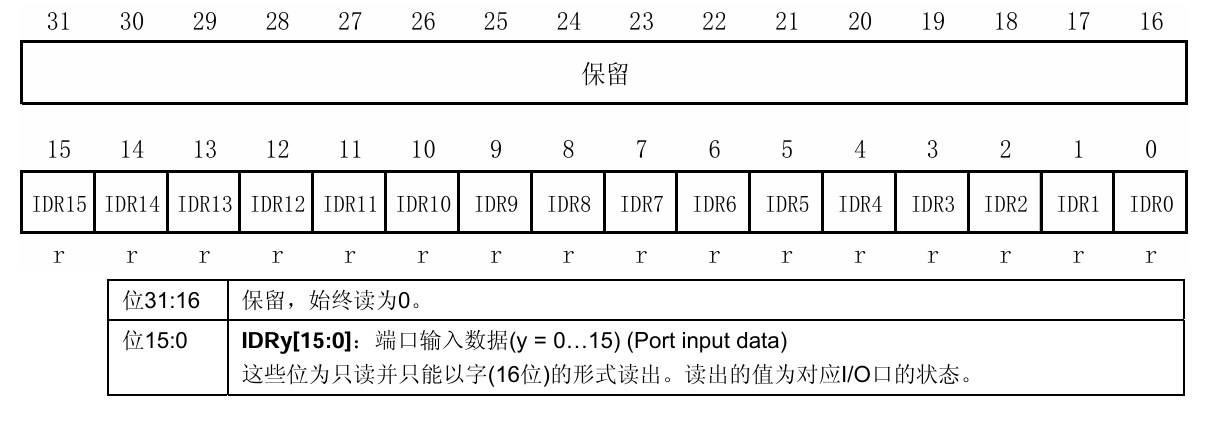 31 30 29 28 27 26 25 24 23 22 21 20 19 18 17 16
保留
15 14 13 12 11 10 9 8 7 6 5 4 3 2 1 0
IDR15 IDR14 IDR13 IDR12 IDR11 IDR10 IDR9 IDR8 IDR7 IDR6 IDR5 IDR4 IDR3 IDR2 IDR1 IDR0
r r r r r r r r r r r r r r r r
位31:16 保留，始终读为0。
位15:0 IDRy[15:0]：端口输入数据(y = 0…15) (Port input data)
这些位为只读并只能以字(16位)的形式读出。读出的值为对应I/O口的状态。